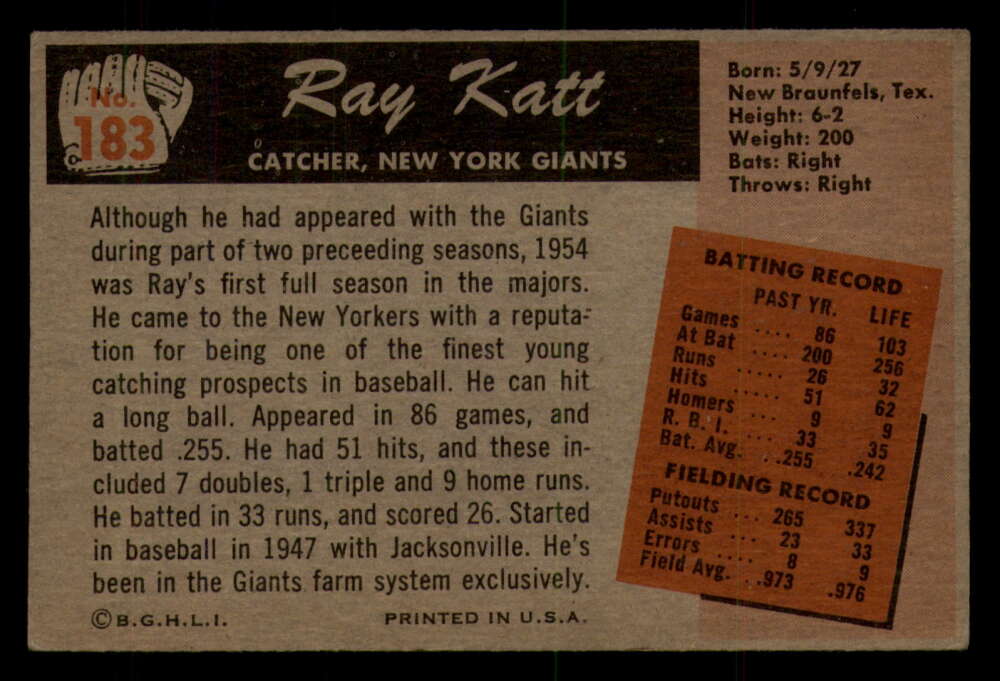 No.
183
Ray Katt
CATCHER, NEW YORK GIANTS
Born: 5/9/27
New Braunfels, Tex.
Height: 6-2
Weight: 200
Bats: Right
Throws: Right
Although he had appeared with the Giants
during part of two preceeding seasons, 1954
was Ray's first full season in the majors.
He came to the New Yorkers with a reputa-
tion for being one of the finest young
catching prospects in baseball. He can hit
a long ball. Appeared in 86 games, and
batted .255. He had 51 hits, and these in-
cluded 7 doubles, 1 triple and 9 home runs.
He batted in 33 runs, and scored 26. Started
in baseball in 1947 with Jacksonville. He's
been in the Giants farm system exclusively.
BATTING RECORD
PAST YR. LIFE
Games .... 86 103
At Bat .... 200 256
Runs ..... 26 32
Hits ..... 51 62
Homers ... 9 9
R. B. I. ... 33 35
Bat. Avg. ..255 .242
FIELDING RECORD
Putouts ... 265 337
Assists ... 23 33
Errors .... 8 9
Field Avg. ..973 .976
©B.G.H.L.I. PRINTED IN U.S.A.